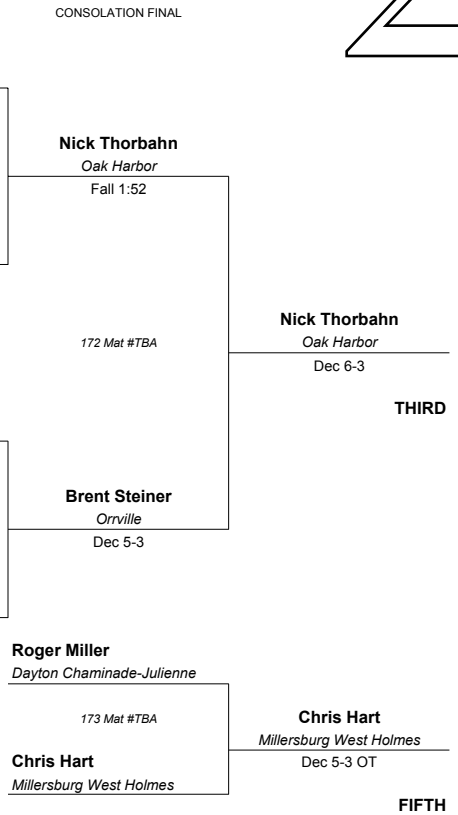 CONSOLATION FINAL
Nick Thorbahn
Oak Harbor
Fall 1:52
172 Mat #TBA
Nick Thorbahn
Oak Harbor
Dec 6-3
THIRD
Brent Steiner
Orrville
Dec 5-3
Roger Miller
Dayton Chaminade-Julienne
173 Mat #TBA
Chris Hart
Millersburg West Holmes
Chris Hart
Millersburg West Holmes
Dec 5-3 OT
FIFTH